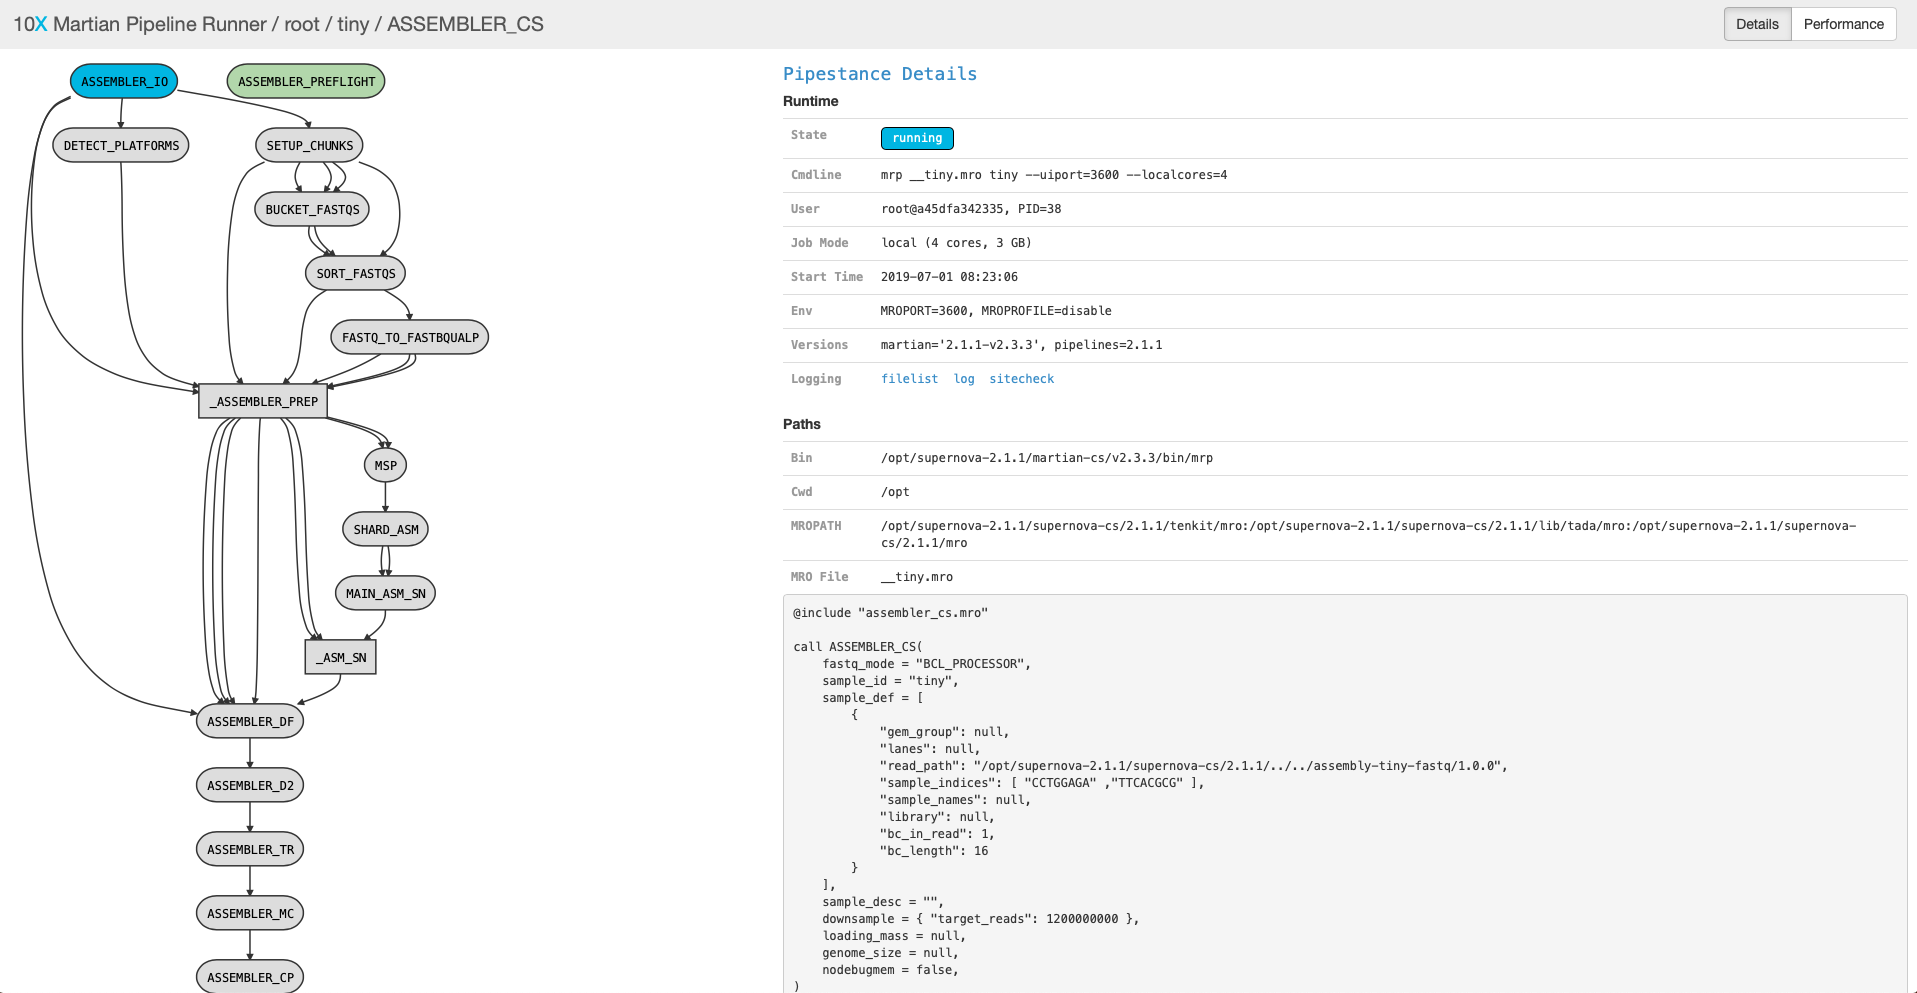 10X Martian Pipeline Runner / root / tiny / ASSEMBLER_CS
Details
Performance
ASSEMBLER_IO
ASSEMBLER_PREFLIGHT
DETECT_PLATFORMS
SETUP_CHUNKS
BUCKET_FASTQS
SORT_FASTQS
FASTQ_TO_FASTBQUALP
_ASSEMBLER_PREP
MSP
SHARD_ASM
MAIN_ASM_SN
_ASM_SN
ASSEMBLER_DF
ASSEMBLER_D2
ASSEMBLER_TR
ASSEMBLER_MC
ASSEMBLER_CP
Pipestance Details
Runtime
State running
Cmdline mrp __tiny.mro tiny --uiport=3600 --localcores=4
User root@a45dfa342335, PID=38
Job Mode local (4 cores, 3 GB)
Start Time 2019-07-01 08:23:06
Env MROPORT=3600, MROPROFILE=disable
Versions martian='2.1.1-v2.3.3', pipelines=2.1.1
Logging filelist log sitecheck
Paths
Bin /opt/supernova-2.1.1/martian-cs/v2.3.3/bin/mrp
Cwd /opt
MROPATH /opt/supernova-2.1.1/supernova-cs/2.1.1/tenkit/mro:/opt/supernova-2.1.1/supernova-cs/2.1.1/lib/tada/mro:/opt/supernova-2.1.1/supernova-
cs/2.1.1/mro
MRO File __tiny.mro
@include "assembler_cs.mro"
call ASSEMBLER_CS(
    fastq_mode = "BCL_PROCESSOR",
    sample_id = "tiny",
    sample_def = [
        {
            "gem_group": null,
            "lanes": null,
            "read_path": "/opt/supernova-2.1.1/supernova-cs/2.1.1/../../assembly-tiny-fastq/1.0.0",
            "sample_indices": [ "CCTGGAGA" ,"TTCACGCG" ],
            "sample_names": null,
            "library": null,
            "bc_in_read": 1,
            "bc_length": 16
        }
    ],
    sample_desc = "",
    downsample = { "target_reads": 1200000000 },
    loading_mass = null,
    genome_size = null,
    nodebugmem = false,
)